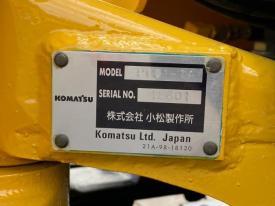 MODEL
SERIAL NO.
KOMATSU
株式会社 小松製作所
Komatsu Ltd. Japan
21A-98-18120